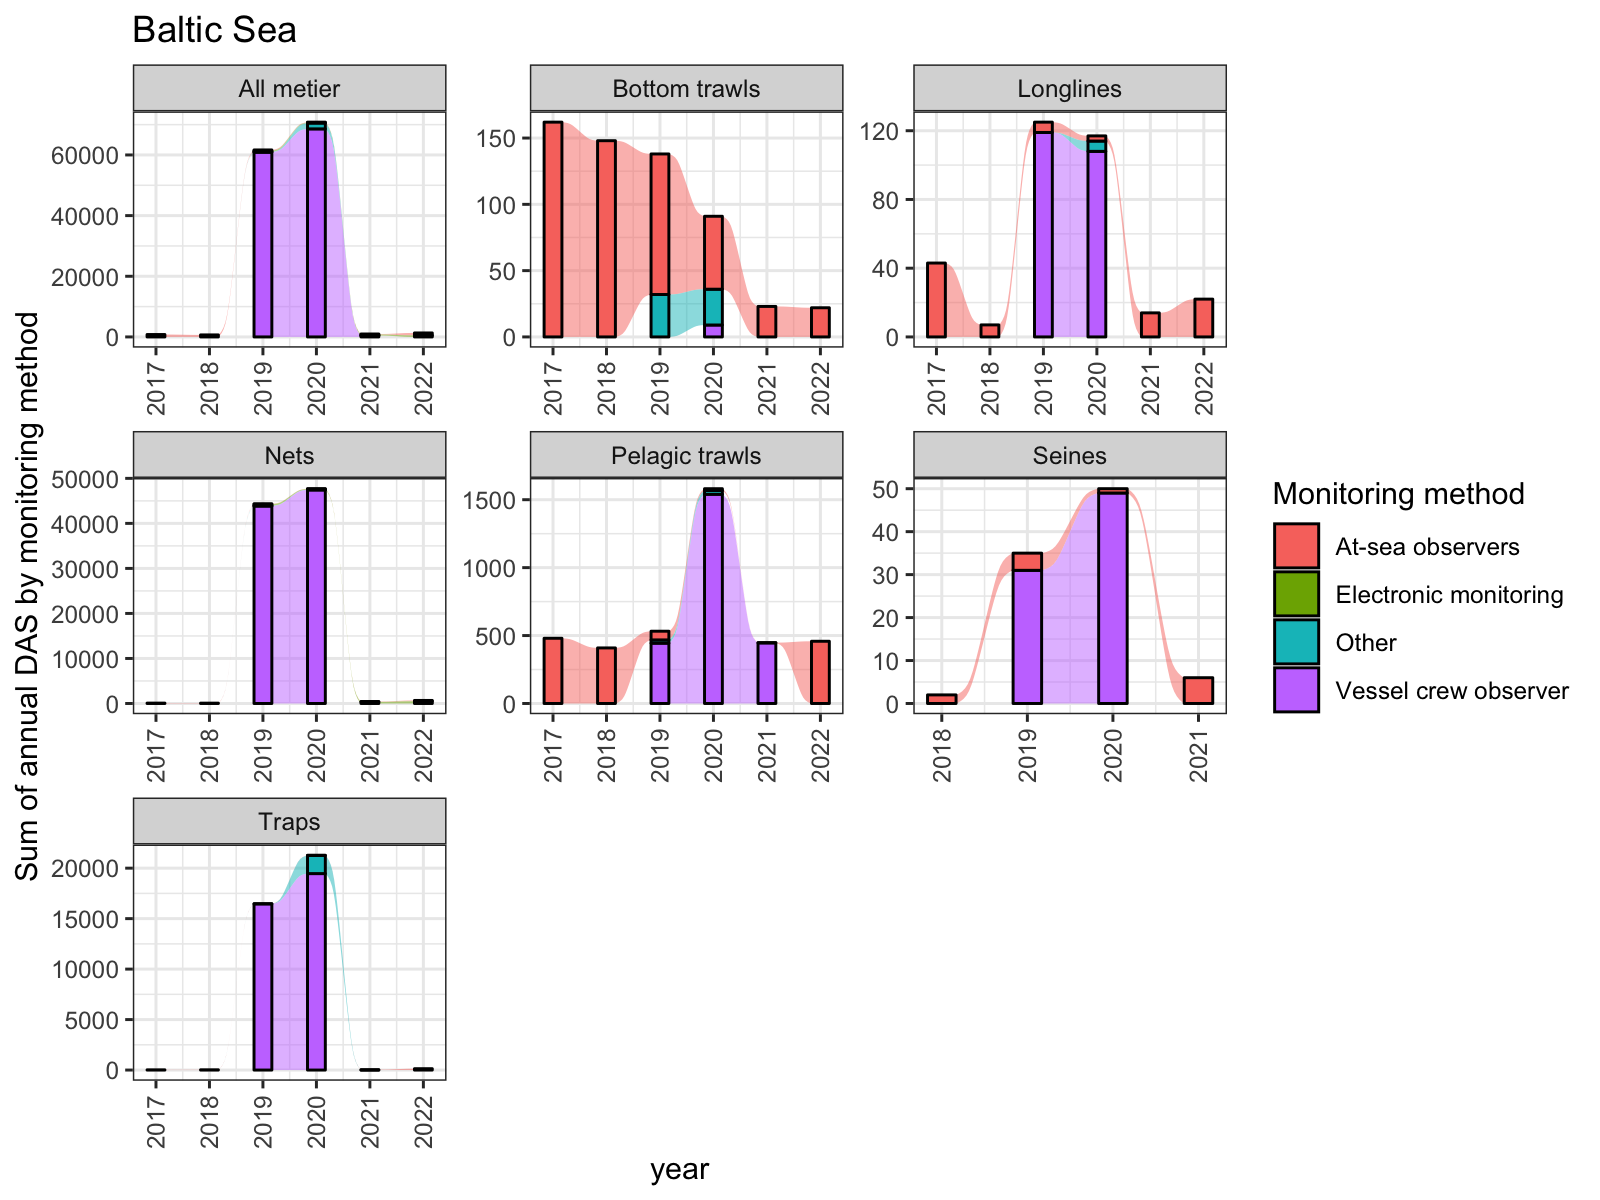 Baltic Sea
All metier
Bottom trawls
Longlines
60000
40000
20000
0
150
100
50
0
120
80
40
0
2017 2018 2019 2020 2021 2022
2017 2018 2019 2020 2021 2022
2017 2018 2019 2020 2021 2022
Sum of annual DAS by monitoring method
Nets
Pelagic trawls
Seines
50000
40000
30000
20000
10000
0
1500
1000
500
0
50
40
30
20
10
0
2017 2018 2019 2020 2021 2022
2017 2018 2019 2020 2021 2022
2018 2019 2020 2021
Traps
20000
15000
10000
5000
0
2017 2018 2019 2020 2021 2022
year
Monitoring method
At-sea observers
Electronic monitoring
Other
Vessel crew observer